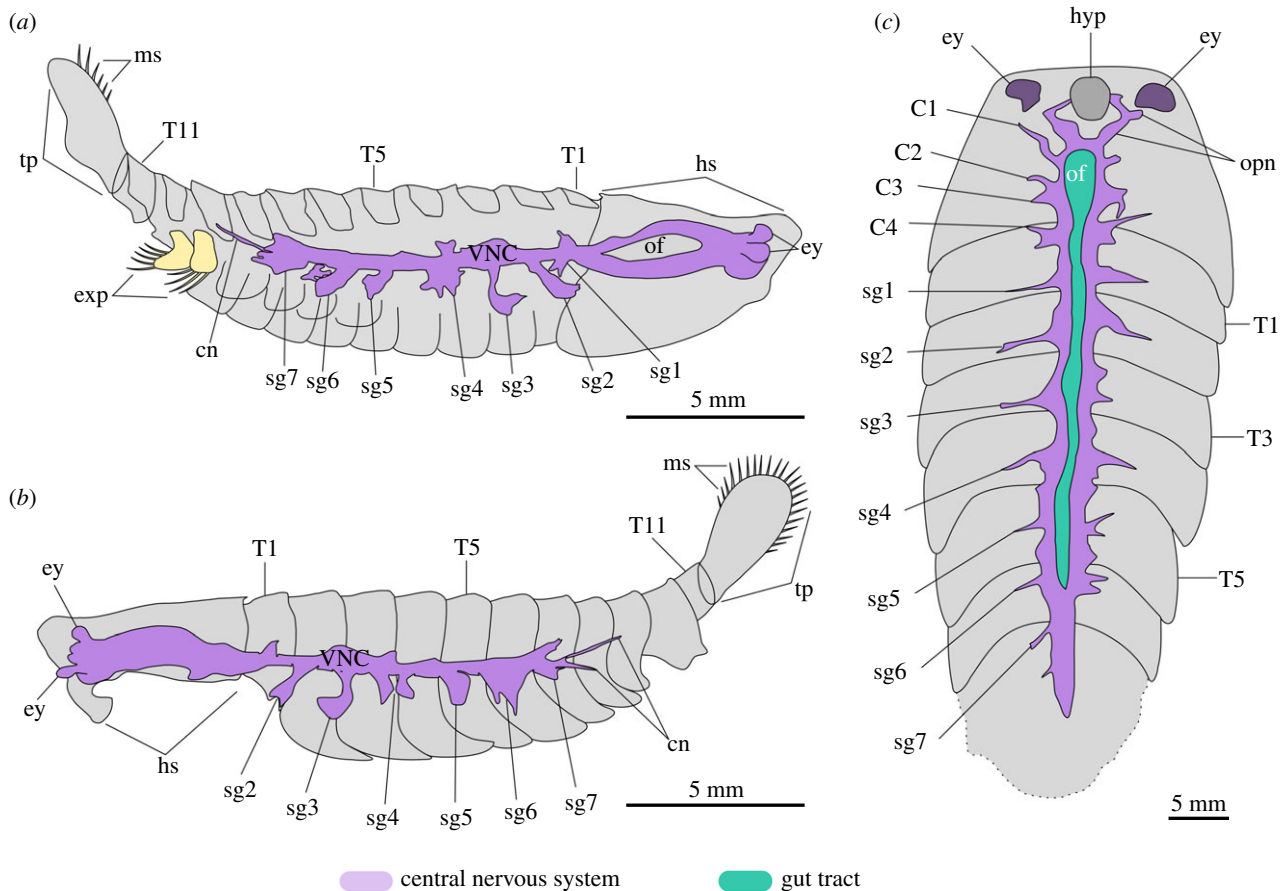 (a)
ms
T11
T5
T1
hs
tp
of
VNC
ey
exp
cn
sg7
sg6
sg5
sg4
sg3
sg2
sg1
5 mm
(b)
ms
T11
T5
T1
ey
tp
VNC
ey
hs
cn
sg2
sg3
sg4
sg5
sg6
sg7
5 mm
(c)
hyp
ey
ey
C1
C2
opn
of
C3
C4
sg1
T1
sg2
sg3
T3
sg4
sg5
T5
sg6
sg7
5 mm
central nervous system
gut tract